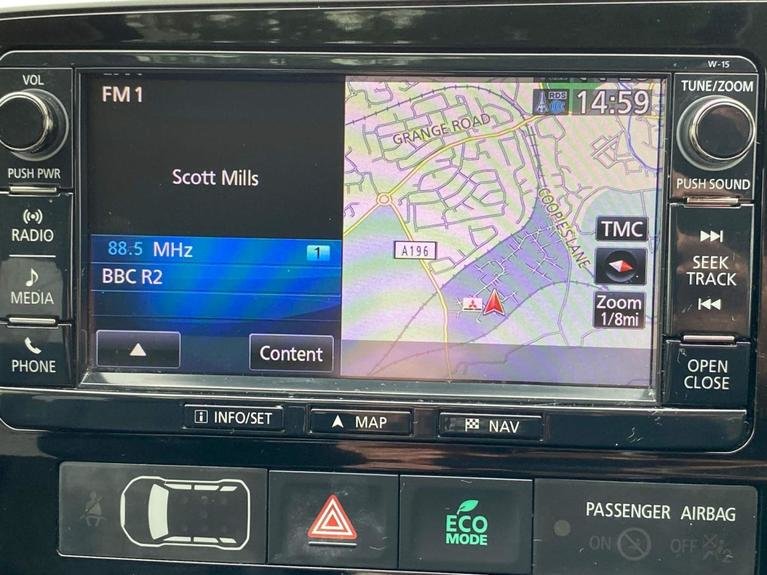 W-15
VOL
PUSH PWR
RADIO
MEDIA
PHONE
FM1
Scott Mills
88.5 MHz 1
BBC R2
Content
RDS
14:59
GRANGE ROAD
COOPIES LANE
A196
TMC
Zoom
1/8mi
TUNE/ZOOM
PUSH SOUND
SEEK
TRACK
OPEN
CLOSE
i INFO/SET
MAP
NAV
ECO
MODE
PASSENGER AIRBAG
ON OFF